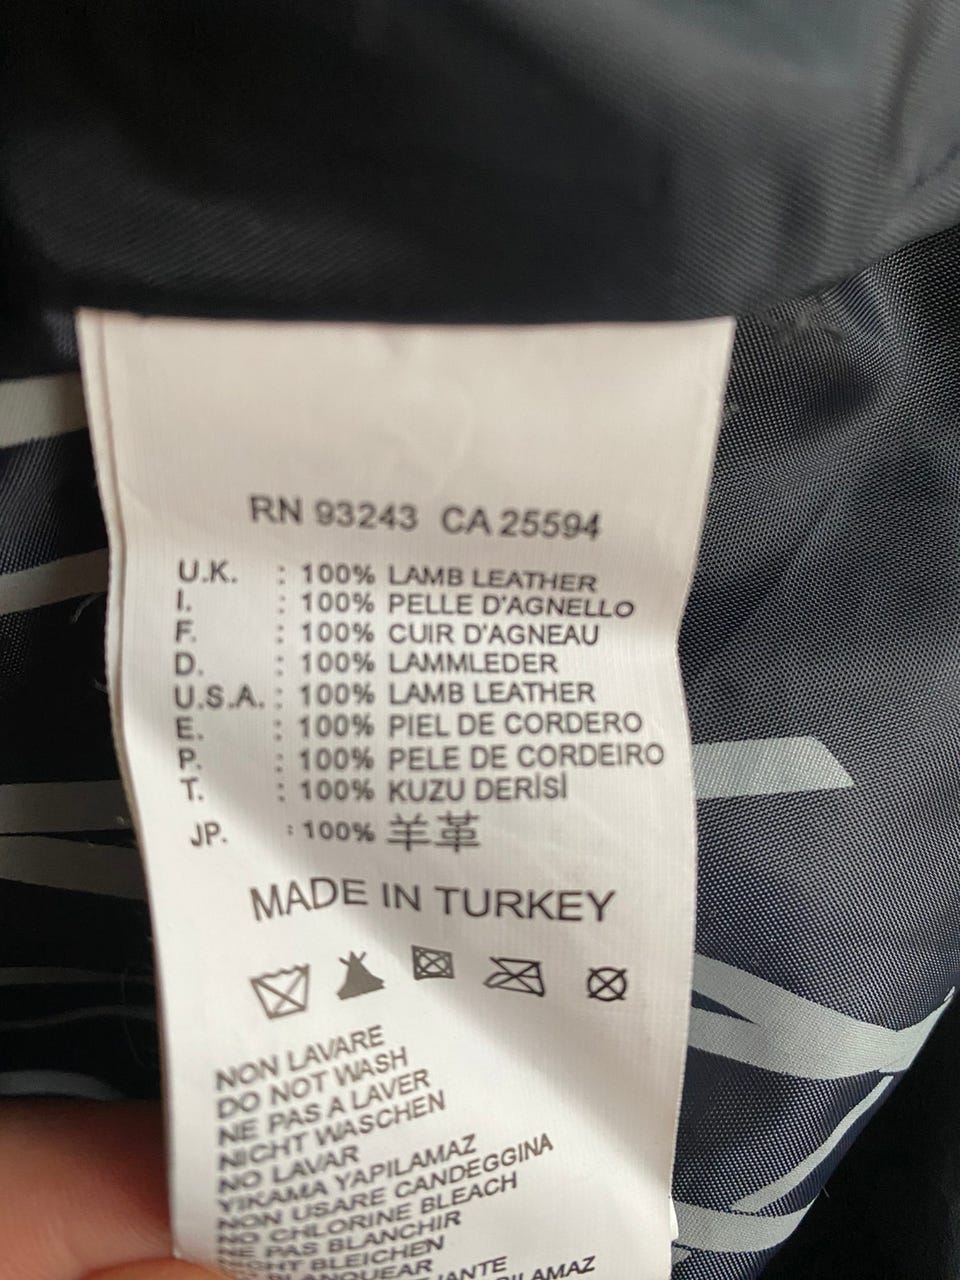 RN 93243 CA 25594
U.K. : 100% LAMB LEATHER
I. : 100% PELLE D'AGNELLO
F. : 100% CUIR D'AGNEAU
D. : 100% LAMMLEDER
U.S.A. : 100% LAMB LEATHER
E. : 100% PIEL DE CORDERO
P. : 100% PELE DE CORDEIRO
T. : 100% KUZU DERİSİ
JP. : 100% 羊革
MADE IN TURKEY
NON LAVARE
DO NOT WASH
NE PAS A LAVER
NICHT WASCHEN
NO LAVAR
YIKAMA YAPILAMAZ
NON USARE CANDEGGINA
NO CHLORINE BLEACH
NE PAS BLANCHIR
BLEICHEN